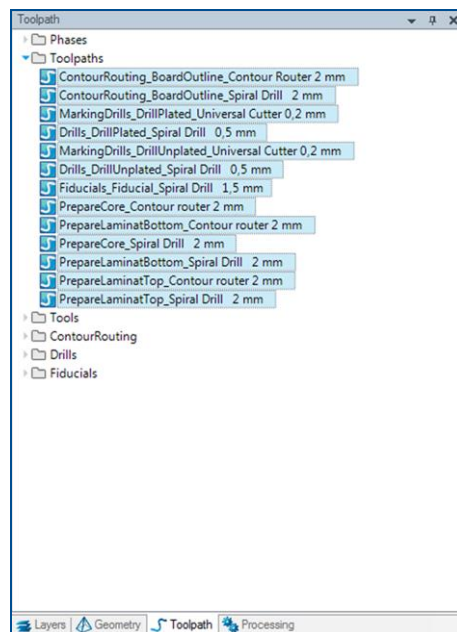 Toolpath
Phases
Toolpaths
ContourRouting_BoardOutline_Contour Router 2 mm
ContourRouting_BoardOutline_Spiral Drill 2 mm
MarkingDrills_DrillPlated_Universal Cutter 0,2 mm
Drills_DrillPlated_Spiral Drill 0,5 mm
MarkingDrills_DrillUnplated_Universal Cutter 0,2 mm
Drills_DrillUnplated_Spiral Drill 0,5 mm
Fiducials_Fiducial_Spiral Drill 1,5 mm
PrepareCore_Contour router 2 mm
PrepareLaminatBottom_Contour router 2 mm
PrepareCore_Spiral Drill 2 mm
PrepareLaminatBottom_Spiral Drill 2 mm
PrepareLaminatTop_Contour router 2 mm
PrepareLaminatTop_Spiral Drill 2 mm
Tools
ContourRouting
Drills
Fiducials
Layers Geometry Toolpath Processing